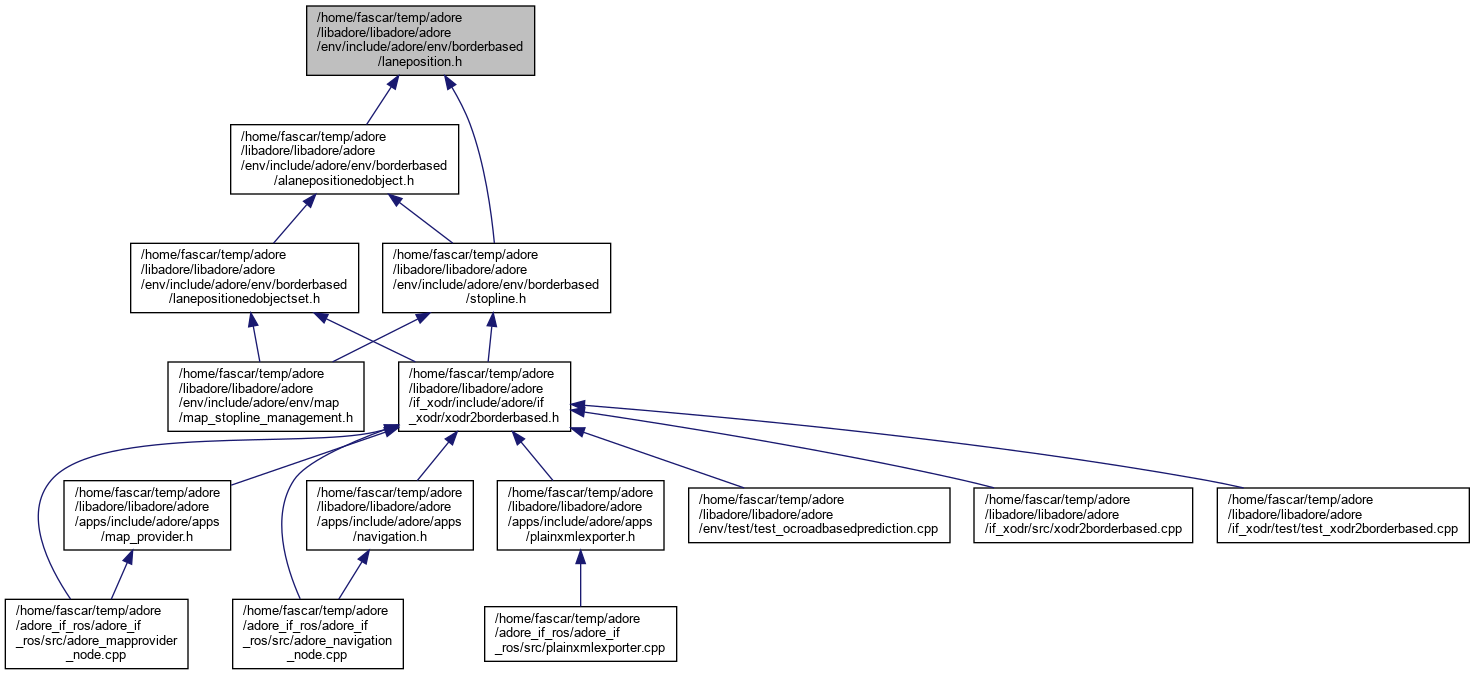 /home/fascar/temp/adore
/libadore/libadore/adore
/env/include/adore/env/borderbased
/laneposition.h
/home/fascar/temp/adore
/libadore/libadore/adore
/env/include/adore/env/borderbased
/alanepositionedobject.h
/home/fascar/temp/adore
/libadore/libadore/adore
/env/include/adore/env/borderbased
/lanepositionedobjectset.h
/home/fascar/temp/adore
/libadore/libadore/adore
/env/include/adore/env/borderbased
/stopline.h
/home/fascar/temp/adore
/libadore/libadore/adore
/env/include/adore/env/map
/map_stopline_management.h
/home/fascar/temp/adore
/libadore/libadore/adore
/if_xodr/include/adore/if
_xodr/xodr2borderbased.h
/home/fascar/temp/adore
/libadore/libadore/adore
/apps/include/adore/apps
/map_provider.h
/home/fascar/temp/adore
/libadore/libadore/adore
/apps/include/adore/apps
/navigation.h
/home/fascar/temp/adore
/libadore/libadore/adore
/apps/include/adore/apps
/plainxmlexporter.h
/home/fascar/temp/adore
/libadore/libadore/adore
/env/test/test_ocroadbasedprediction.cpp
/home/fascar/temp/adore
/libadore/libadore/adore
/if_xodr/src/xodr2borderbased.cpp
/home/fascar/temp/adore
/libadore/libadore/adore
/if_xodr/test/test_xodr2borderbased.cpp
/home/fascar/temp/adore
/adore_if_ros/adore_if
_ros/src/adore_mapprovider
_node.cpp
/home/fascar/temp/adore
/adore_if_ros/adore_if
_ros/src/adore_navigation
_node.cpp
/home/fascar/temp/adore
/adore_if_ros/adore_if
_ros/src/plainxmlexporter.cpp